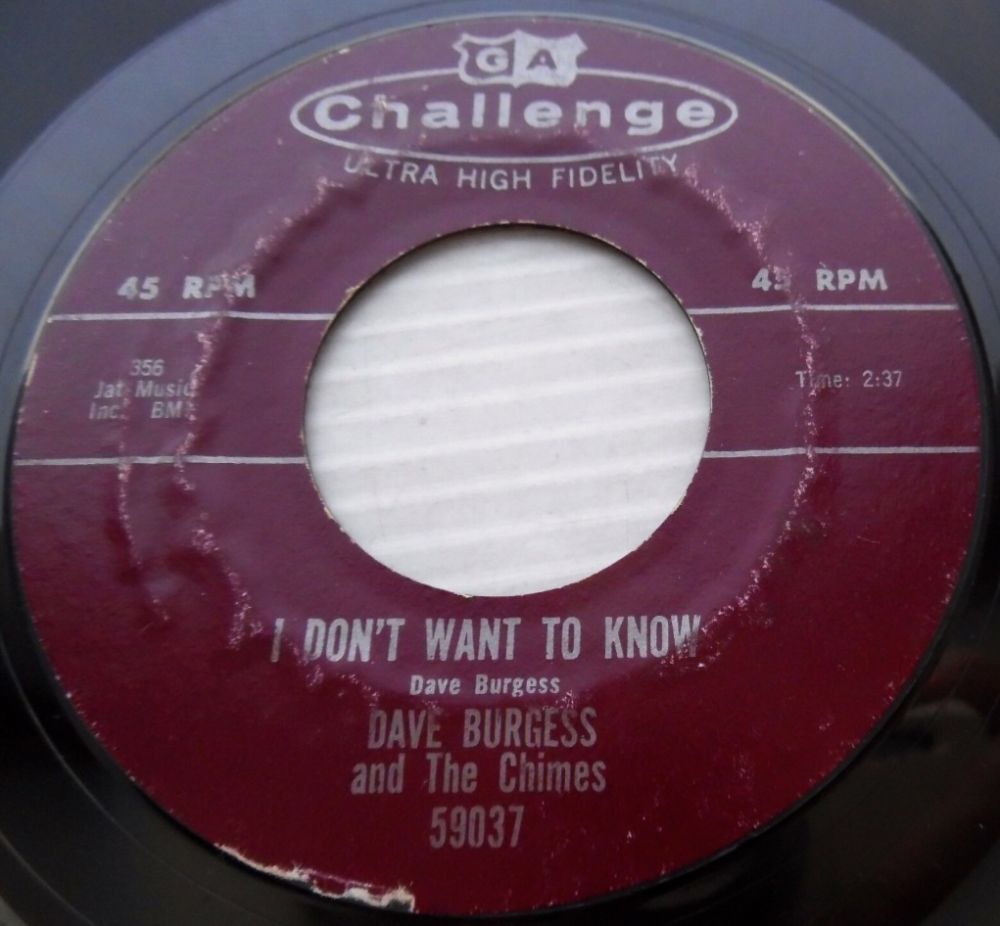 GA
Challenge
ULTRA HIGH FIDELITY
45 RPM
45 RPM
356
Jat Music
Inc. BMI
Time: 2:37
I DON'T WANT TO KNOW
Dave Burgess
DAVE BURGESS
and The Chimes
59037